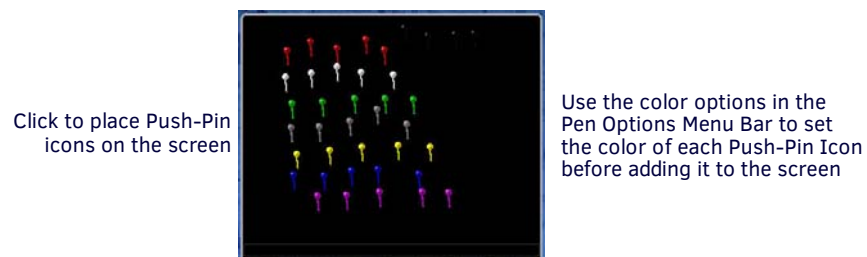 Click to place Push-Pin
icons on the screen
Use the color options in the
Pen Options Menu Bar to set
the color of each Push-Pin Icon
before adding it to the screen